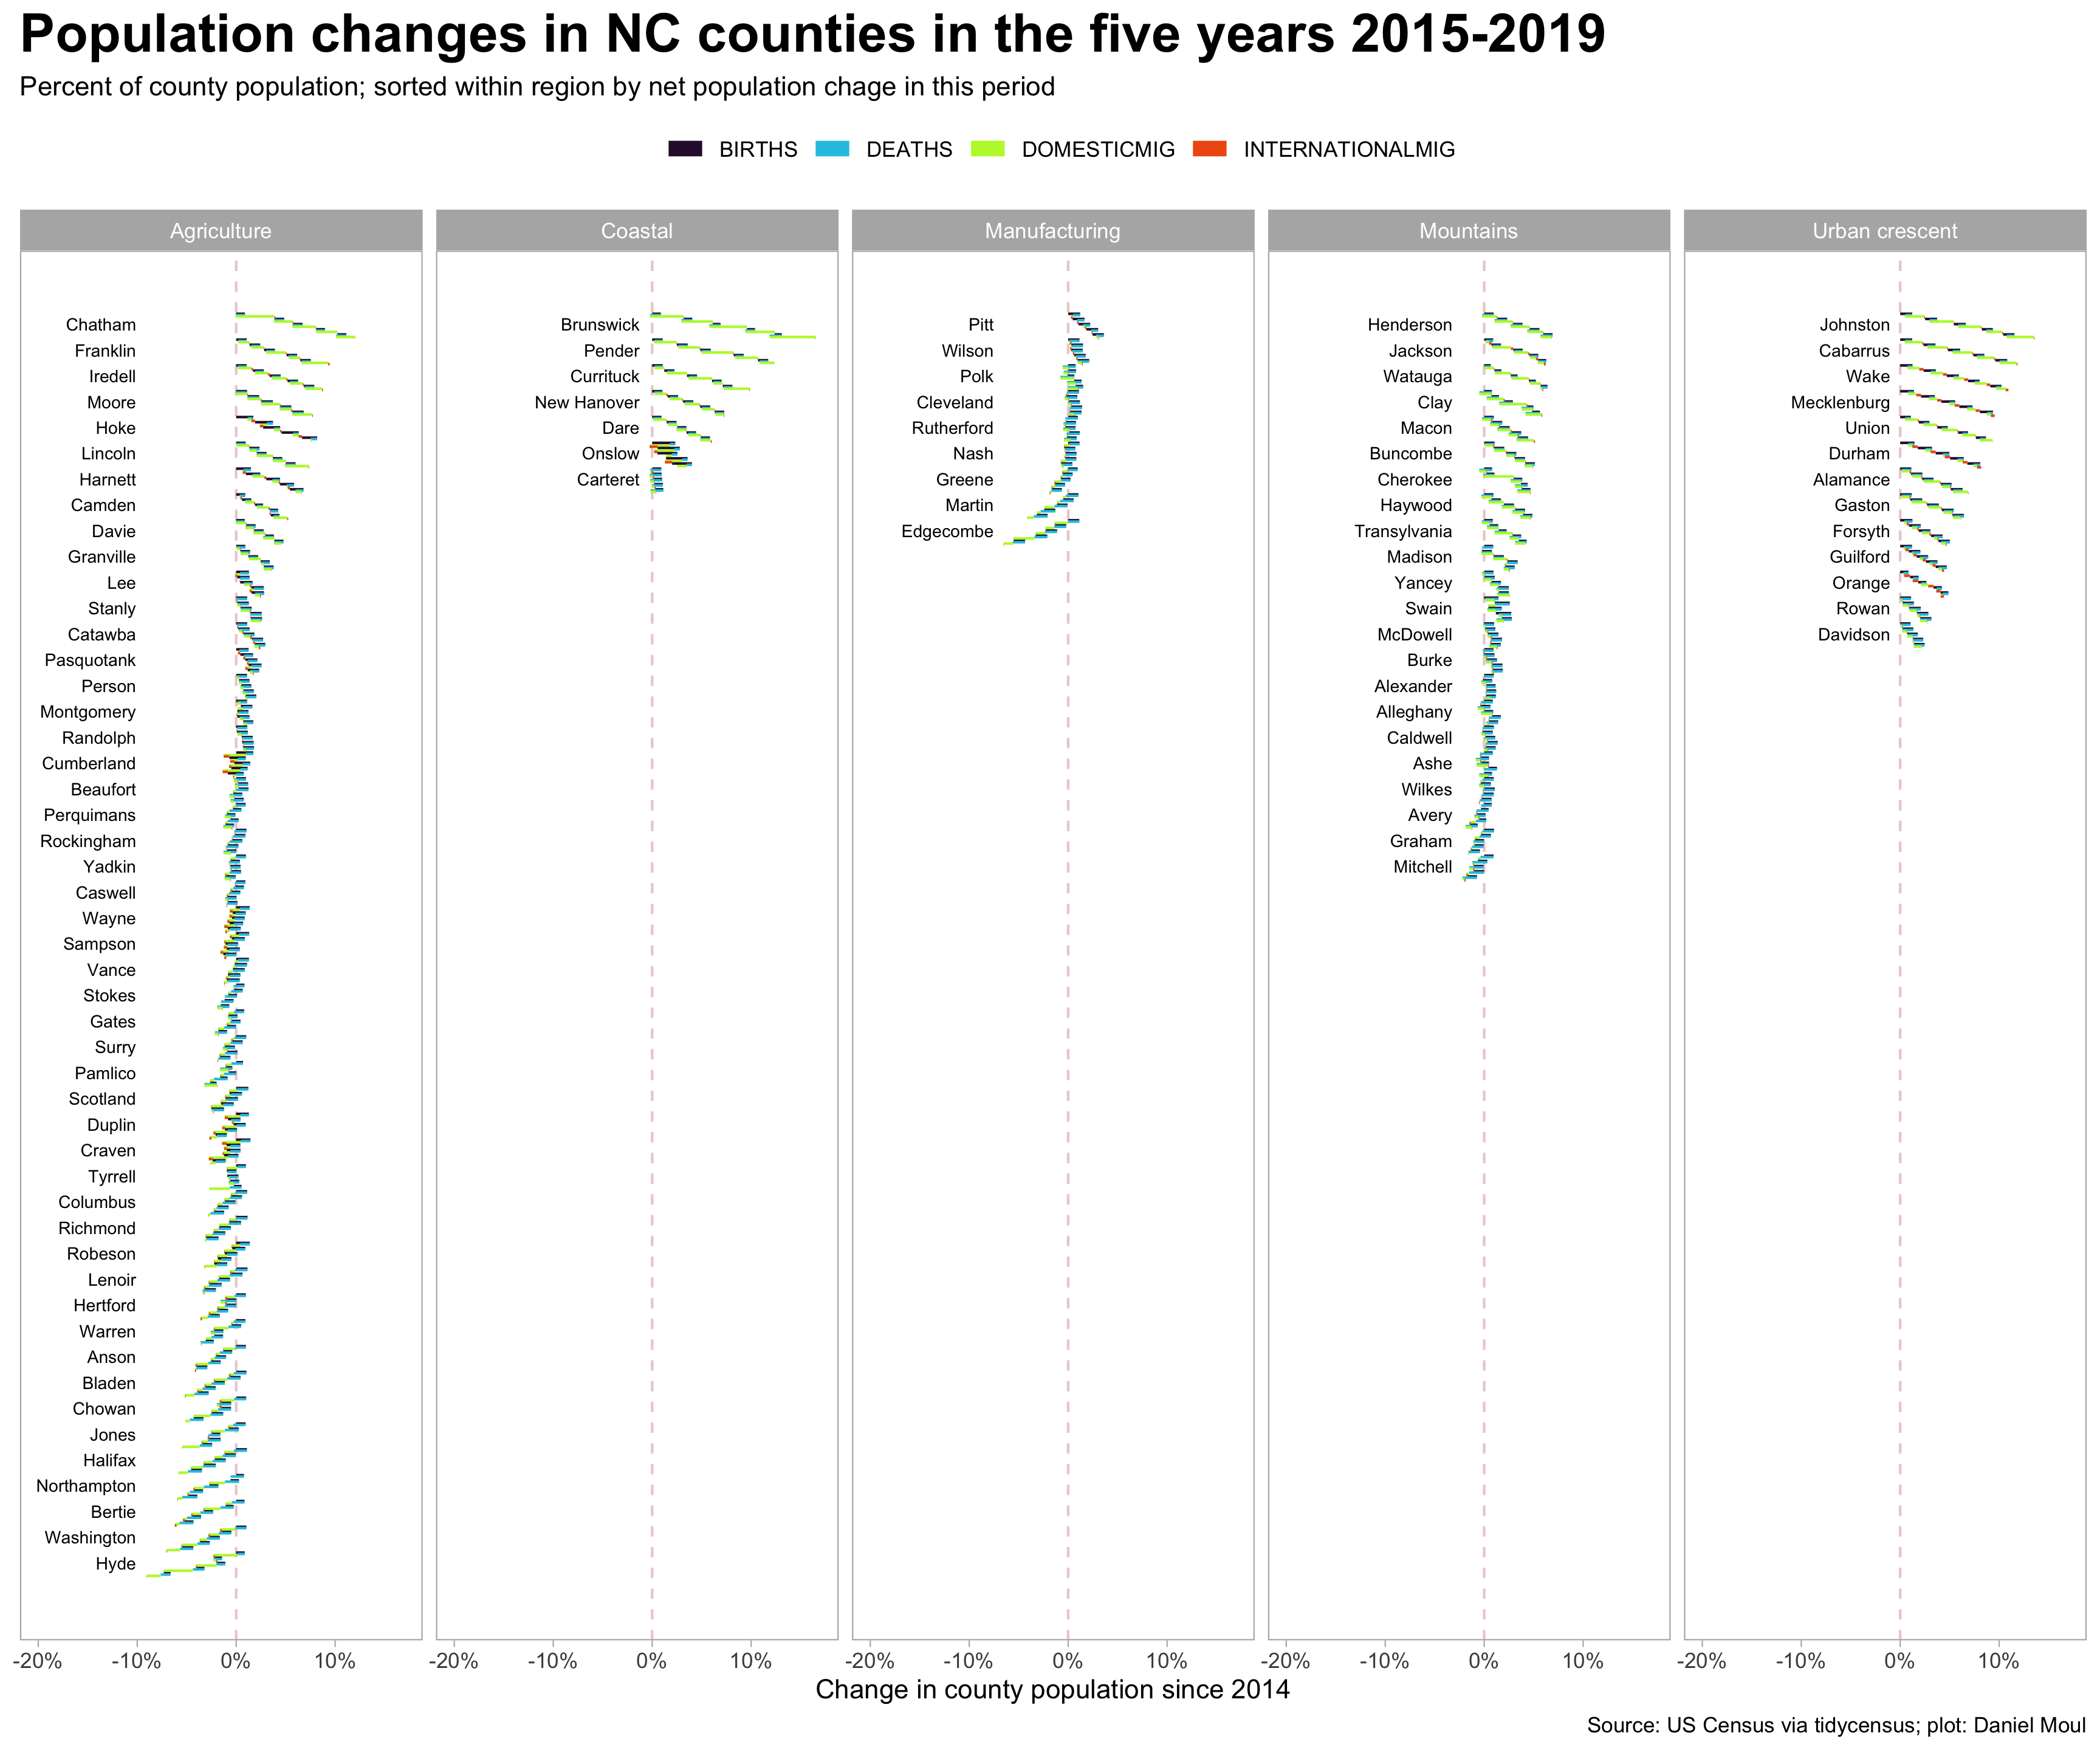 Population changes in NC counties in the five years 2015-2019
Percent of county population; sorted within region by net population chage in this period
BIRTHS DEATHS DOMESTICMIG INTERNATIONALMIG
Agriculture
Chatham
Franklin
Iredell
Moore
Hoke
Lincoln
Harnett
Camden
Davie
Granville
Lee
Stanly
Catawba
Pasquotank
Person
Montgomery
Randolph
Cumberland
Beaufort
Perquimans
Rockingham
Yadkin
Caswell
Wayne
Sampson
Vance
Stokes
Gates
Surry
Pamlico
Scotland
Duplin
Craven
Tyrrell
Columbus
Richmond
Robeson
Lenoir
Hertford
Warren
Anson
Bladen
Chowan
Jones
Halifax
Northampton
Bertie
Washington
Hyde
-20% -10% 0% 10%
Coastal
Brunswick
Pender
Currituck
New Hanover
Dare
Onslow
Carteret
-20% -10% 0% 10%
Manufacturing
Pitt
Wilson
Polk
Cleveland
Rutherford
Nash
Greene
Martin
Edgecombe
-20% -10% 0% 10%
Mountains
Henderson
Jackson
Watauga
Clay
Macon
Buncombe
Cherokee
Haywood
Transylvania
Madison
Yancey
Swain
McDowell
Burke
Alexander
Alleghany
Caldwell
Ashe
Wilkes
Avery
Graham
Mitchell
-20% -10% 0% 10%
Urban crescent
Johnston
Cabarrus
Wake
Mecklenburg
Union
Durham
Alamance
Gaston
Forsyth
Guilford
Orange
Rowan
Davidson
-20% -10% 0% 10%
Change in county population since 2014
Source: US Census via tidycensus; plot: Daniel Moul